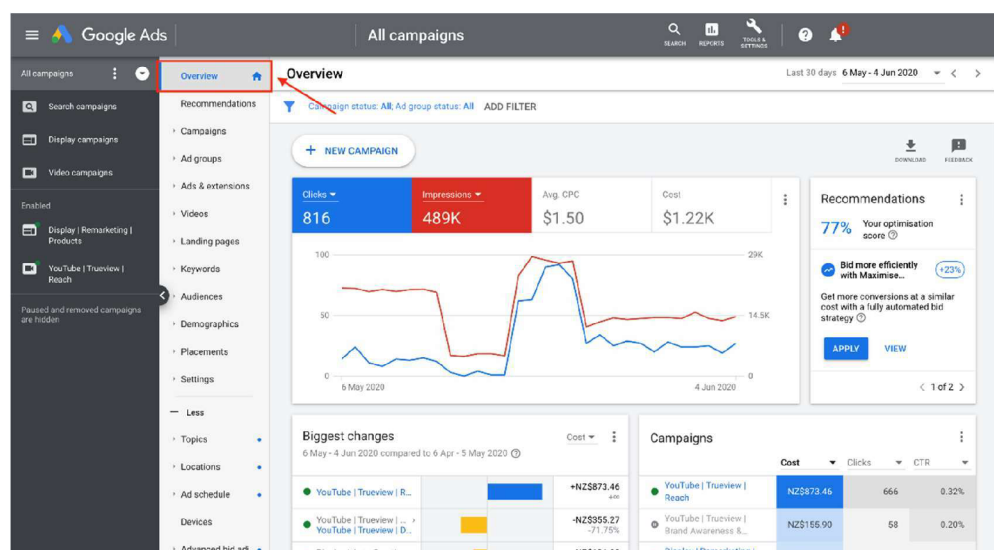 Google Ads
All campaigns
SEARCH
REPORTS
TOOLS & SETTINGS
All campaigns
Search campaigns
Display campaigns
Video campaigns
Enabled
Display | Remarketing |
Products
YouTube | Trueview |
Reach
Paused and removed campaigns
are hidden
Overview
Recommendations
Campaigns
Ad groups
Ads & extensions
Videos
Landing pages
Keywords
Audiences
Demographics
Placements
Settings
Less
Topics
Locations
Ad schedule
Devices
Advanced bid adj.
Overview
Last 30 days 6 May - 4 Jun 2020
Campaign status: All; Ad group status: All ADD FILTER
+ NEW CAMPAIGN
DOWNLOAD
FEEDBACK
Clicks
816
Impressions
489K
Avg. CPC
$1.50
Cost
$1.22K
100
50
0
29K
14.5K
0
6 May 2020
4 Jun 2020
Recommendations
77% Your optimisation
score
Bid more efficiently
with Maximise...
+23%
Get more conversions at a similar
cost with a fully automated bid
strategy
APPLY VIEW
1 of 2
Biggest changes
Cost
6 May - 4 Jun 2020 compared to 6 Apr - 5 May 2020
YouTube | Trueview | R...
+NZ$873.46
YouTube | Trueview | ...
YouTube | Trueview | D...
-NZ$355.27
-71.75%
Campaigns
Cost Clicks CTR
YouTube | Trueview |
Reach
NZ$873.46 666 0.32%
YouTube | Trueview |
Brand Awareness &...
NZ$155.90 58 0.20%